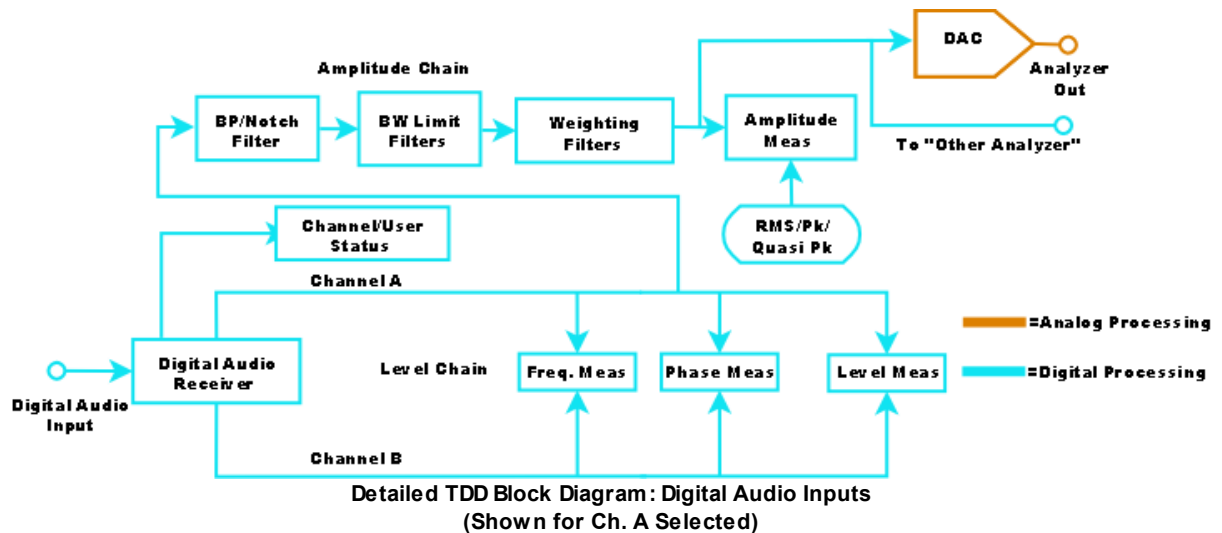 DAC
Amplitude Chain
Analyzer
Out
BP/Notch
Filter
BW Limit
Filters
Weighting
Filters
Amplitude
Meas
To "Other Analyzer"
Channel/User
Status
RMS/Pk/
Quasi Pk
Channel A
=Analog Processing
Digital Audio
Receiver
Level Chain
Freq. Meas
Phase Meas
Level Meas
=Digital Processing
Digital Audio
Input
Channel B
Detailed TDD Block Diagram: Digital Audio Inputs
(Shown for Ch. A Selected)